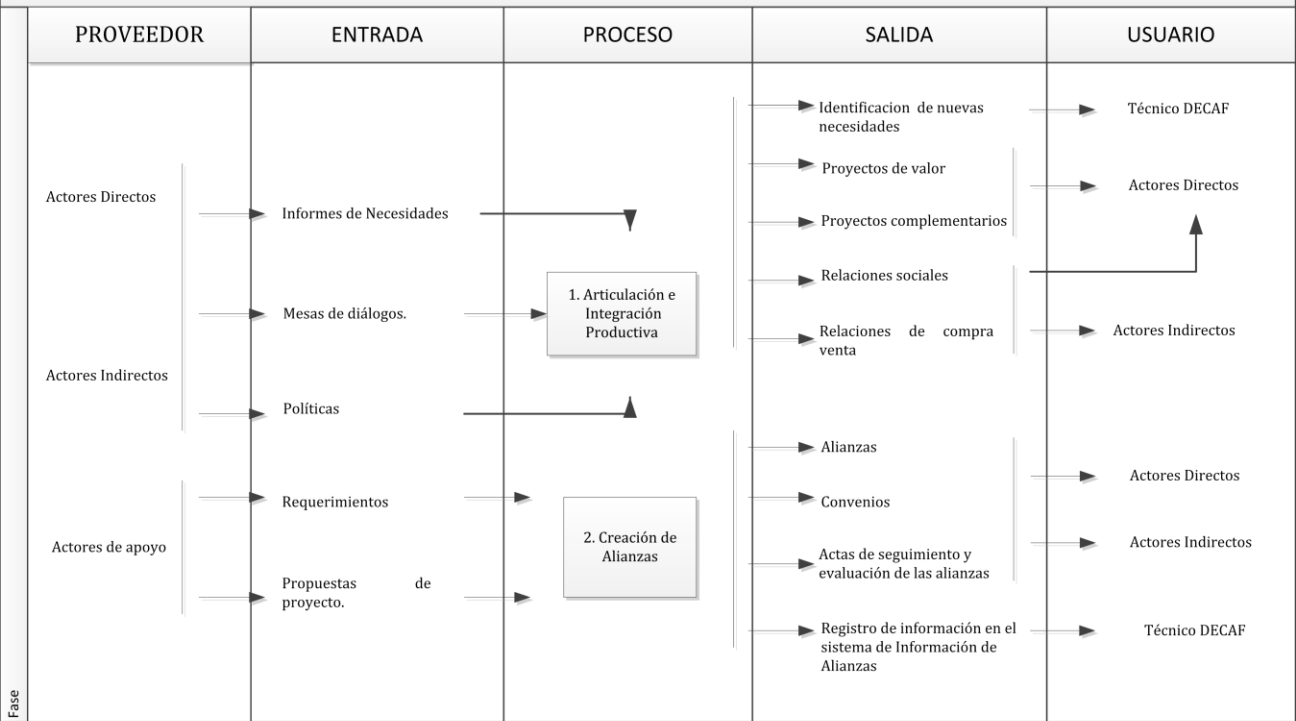 PROVEEDOR
ENTRADA
PROCESO
SALIDA
USUARIO
Actores Directos
Actores Indirectos
Actores de apoyo
Informes de Necesidades
Mesas de diálogos.
Políticas
Requerimientos
Propuestas de
proyecto.
1. Articulación e
Integración
Productiva
2. Creación de
Alianzas
Identificacion de nuevas
necesidades
Proyectos de valor
Proyectos complementarios
Relaciones sociales
Relaciones de compra
venta
Alianzas
Convenios
Actas de seguimiento y
evaluación de las alianzas
Registro de información en el
sistema de Información de
Alianzas
Técnico DECAF
Actores Directos
Actores Indirectos
Actores Directos
Actores Indirectos
Técnico DECAF
Fase